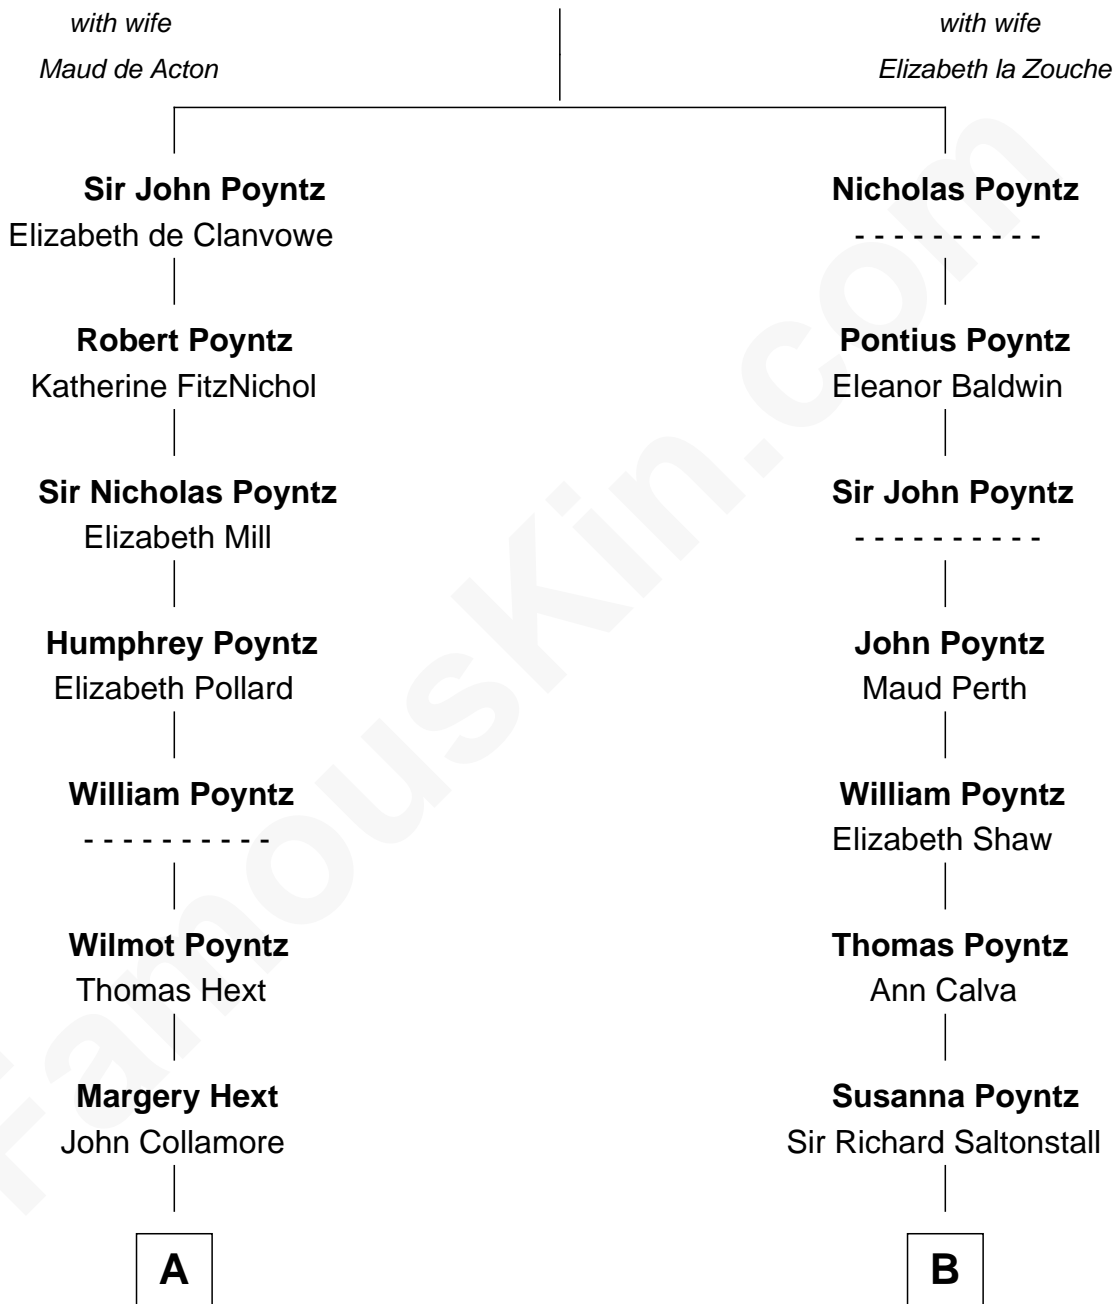 with wife
Maud de Acton
with wife
Elizabeth la Zouche
Sir John Poyntz
Elizabeth de Clanvowe
Nicholas Poyntz
- - - - - - - - - -
Robert Poyntz
Katherine FitzNichol
Pontius Poyntz
Eleanor Baldwin
Sir Nicholas Poyntz
Elizabeth Mill
Sir John Poyntz
- - - - - - - - - -
Humphrey Poyntz
Elizabeth Pollard
John Poyntz
Maud Perth
William Poyntz
- - - - - - - - - -
William Poyntz
Elizabeth Shaw
Wilmot Poyntz
Thomas Hext
Thomas Poyntz
Ann Calva
Margery Hext
John Collamore
Susanna Poyntz
Sir Richard Saltonstall
A
B
FamousKin.com